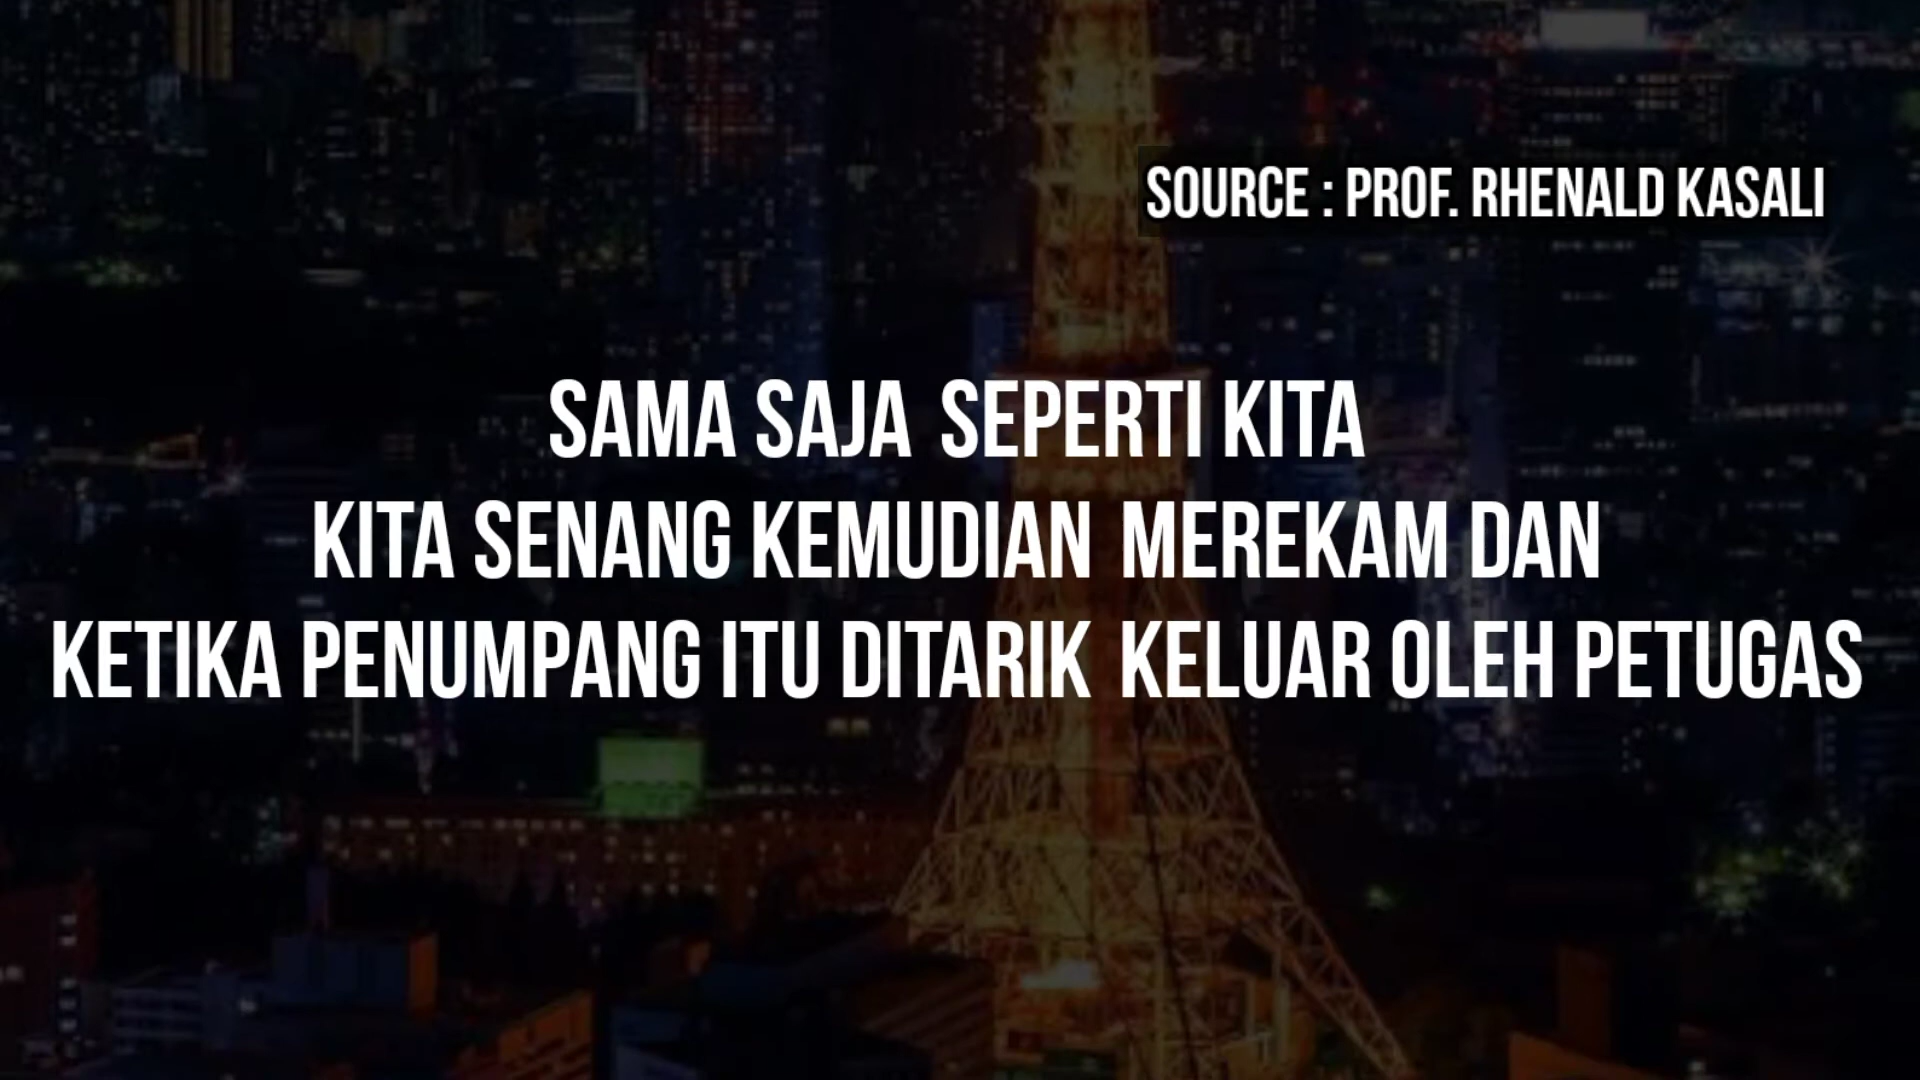 SOURCE : PROF. RHENALD KASALI
SAMA SAJA SEPERTI KITA
KITA SENANG KEMUDIAN MEREKAM DAN
KETIKA PENUMPANG ITU DITARIK KELUAR OLEH PETUGAS